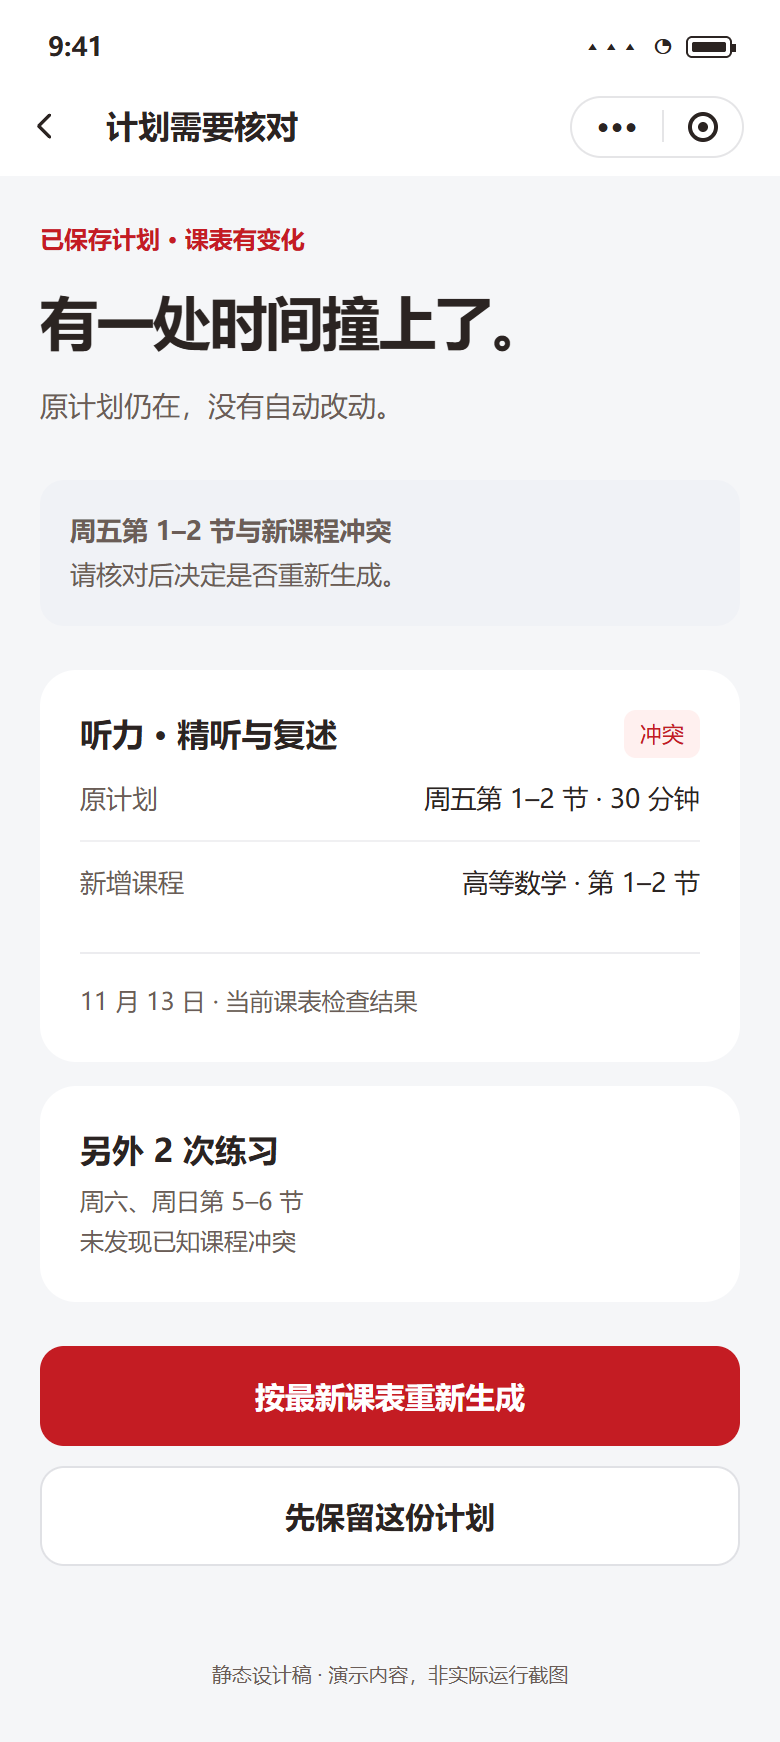 9:41
计划需要核对
已保存计划・课表有变化
有一处时间撞上了。
原计划仍在，没有自动改动。
周五第 1–2 节与新课程冲突
请核对后决定是否重新生成。
听力・精听与复述
冲突
原计划
周五第 1–2 节 · 30 分钟
新增课程
高等数学 · 第 1–2 节
11 月 13 日 · 当前课表检查结果
另外 2 次练习
周六、周日第 5–6 节
未发现已知课程冲突
按最新课表重新生成
先保留这份计划
静态设计稿 · 演示内容，非实际运行截图